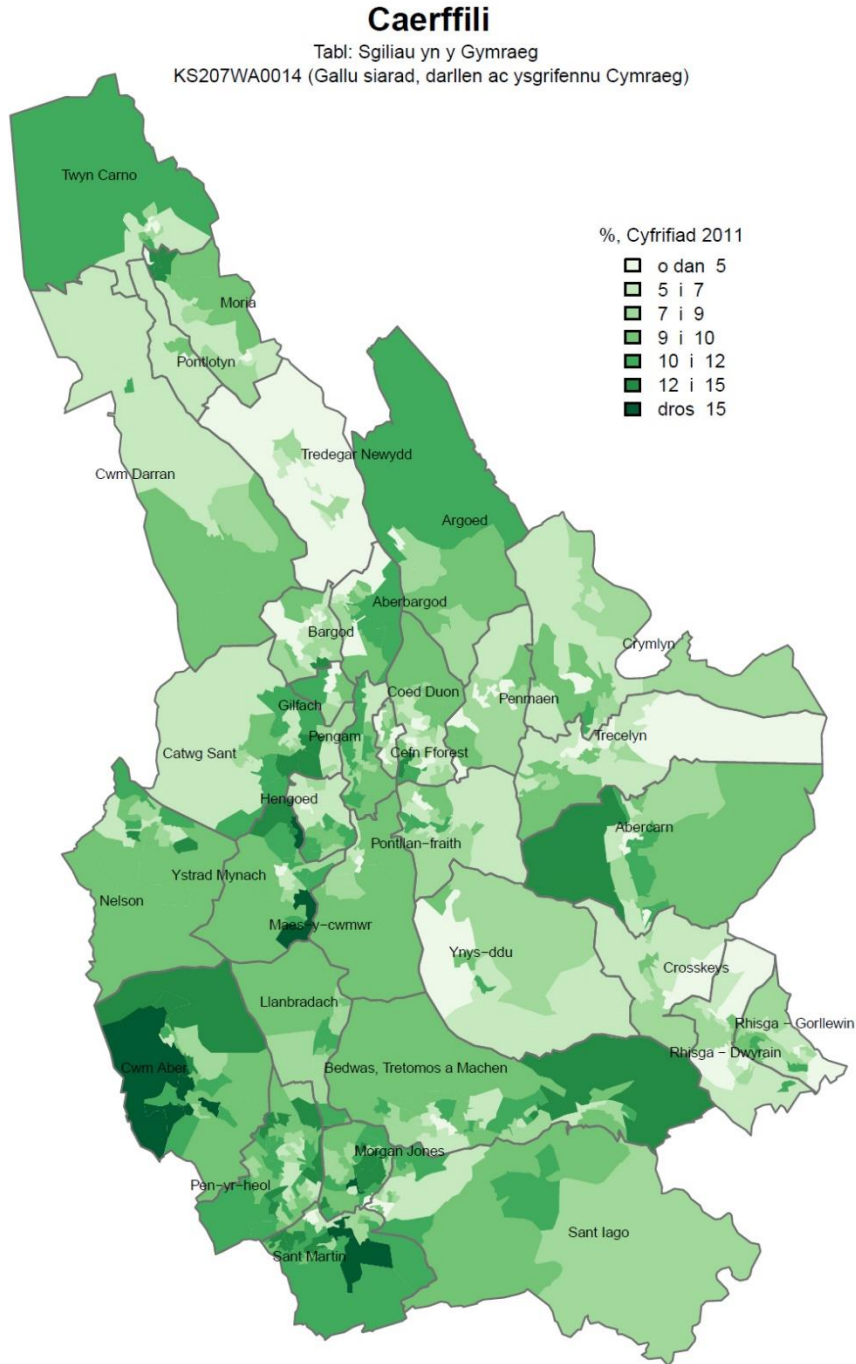 Caerffili
Tabl: Sgiliau yn y Gymraeg
KS207WA0014 (Gallu siarad, darllen ac ysgrifennu Cymraeg)
Twyn Carno
%, Cyfrifiad 2011
o dan 5
5 i 7
7 i 9
9 i 10
10 i 12
12 i 15
dros 15
Moria
Pontlotyn
Tredegar Newydd
Cwm Darran
Argoed
Aberbargod
Bargod
Crymlyn
Coed Duon
Penmaen
Gilfach
Trecelyn
Pengam
Catwg Sant
Cefn Fforest
Hengoed
Abercarn
Pontllan-fraith
Ystrad Mynach
Nelson
Maes-y-cwmwr
Ynys-ddu
Crosskeys
Llanbradach
Rhisga - Gorllewin
Rhisga - Dwyrain
Cwm Aber
Bedwas, Tretomos a Machen
Morgan Jones
Pen-yr-heol
Sant Iago
Sant Martin